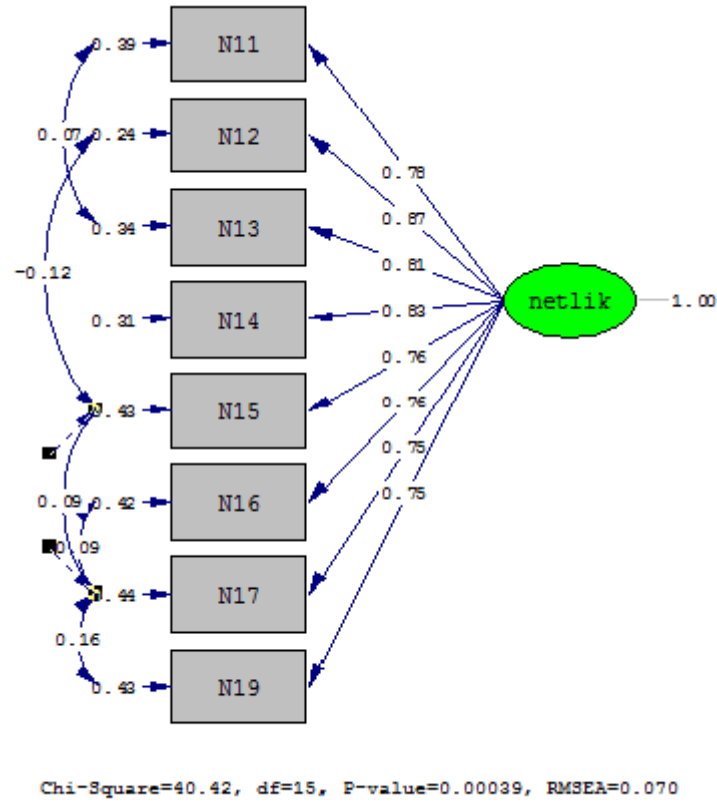 0.39 N11
0.78
0.07 0.24 N12
0.87
0.34 N13
0.81
-0.12
0.31 N14
0.83
netlik 1.00
0.76
0.43 N15
0.76
0.09 0.42 N16
0.75
0.09
0.75
0.44 N17
0.16
0.43 N19
Chi-Square=40.42, df=15, P-value=0.00039, RMSEA=0.070